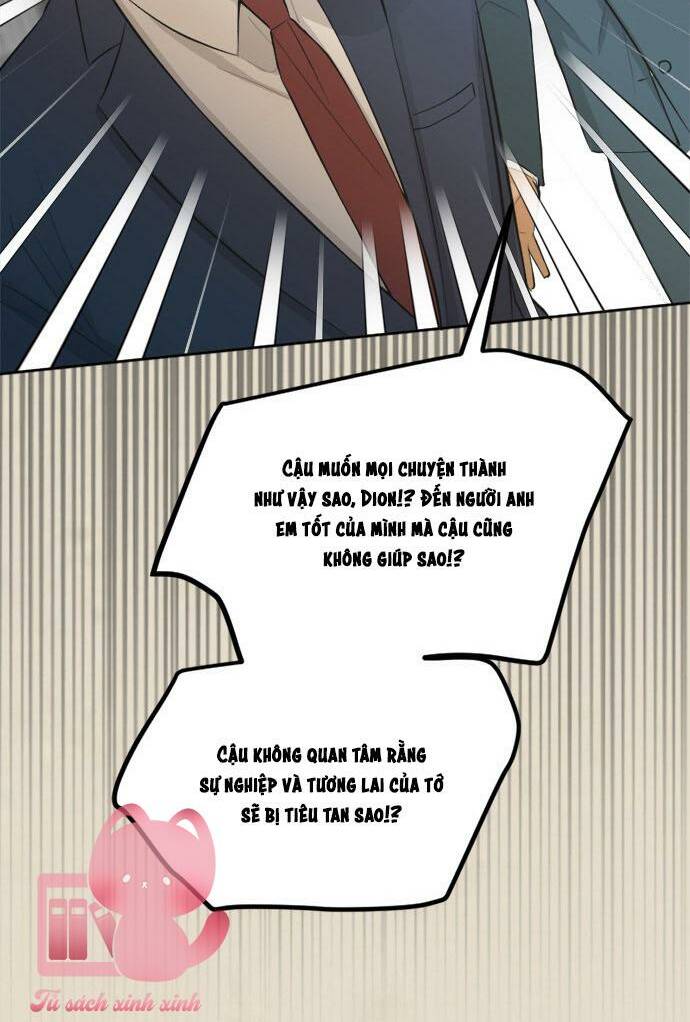 CẬU MUỐN MỌI CHUYỆN THÀNH
NHƯ VẬY SAO, DION!? ĐẾN NGƯỜI ANH
EM TỐT CỦA MÌNH MÀ CẬU CŨNG
KHÔNG GIÚP SAO!?
CẬU KHÔNG QUAN TÂM RẰNG
SỰ NGHIỆP VÀ TƯƠNG LAI CỦA TỚ
SẼ BỊ TIÊU TAN SAO!?
Tủ sách xinh xinh